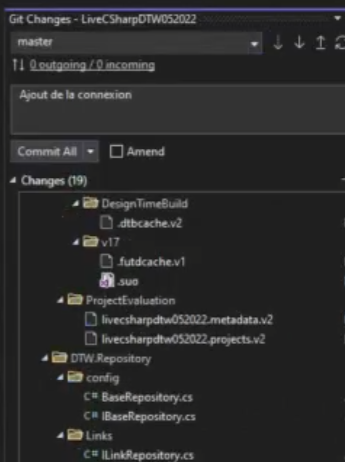 Git Changes - LiveCSharpDTW052022
master
0 outgoing / 0 incoming
Ajout de la connexion
Commit All
Amend
Changes (19)
DesignTimeBuild
.dtbcache.v2
v17
.futdcache.v1
.suo
ProjectEvaluation
livecsharpdtw052022.metadata.v2
livecsharpdtw052022.projects.v2
DTW.Repository
config
C# BaseRepository.cs
C# IBaseRepository.cs
Links
C# ILinkRepository.cs